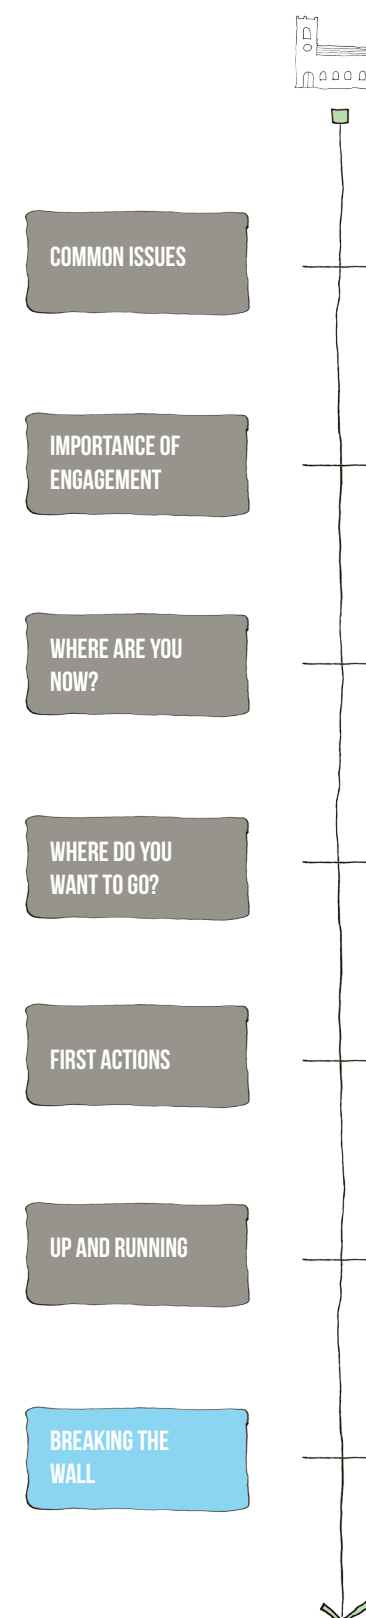 COMMON ISSUES
IMPORTANCE OF
ENGAGEMENT
WHERE ARE YOU
NOW?
WHERE DO YOU
WANT TO GO?
FIRST ACTIONS
UP AND RUNNING
BREAKING THE
WALL